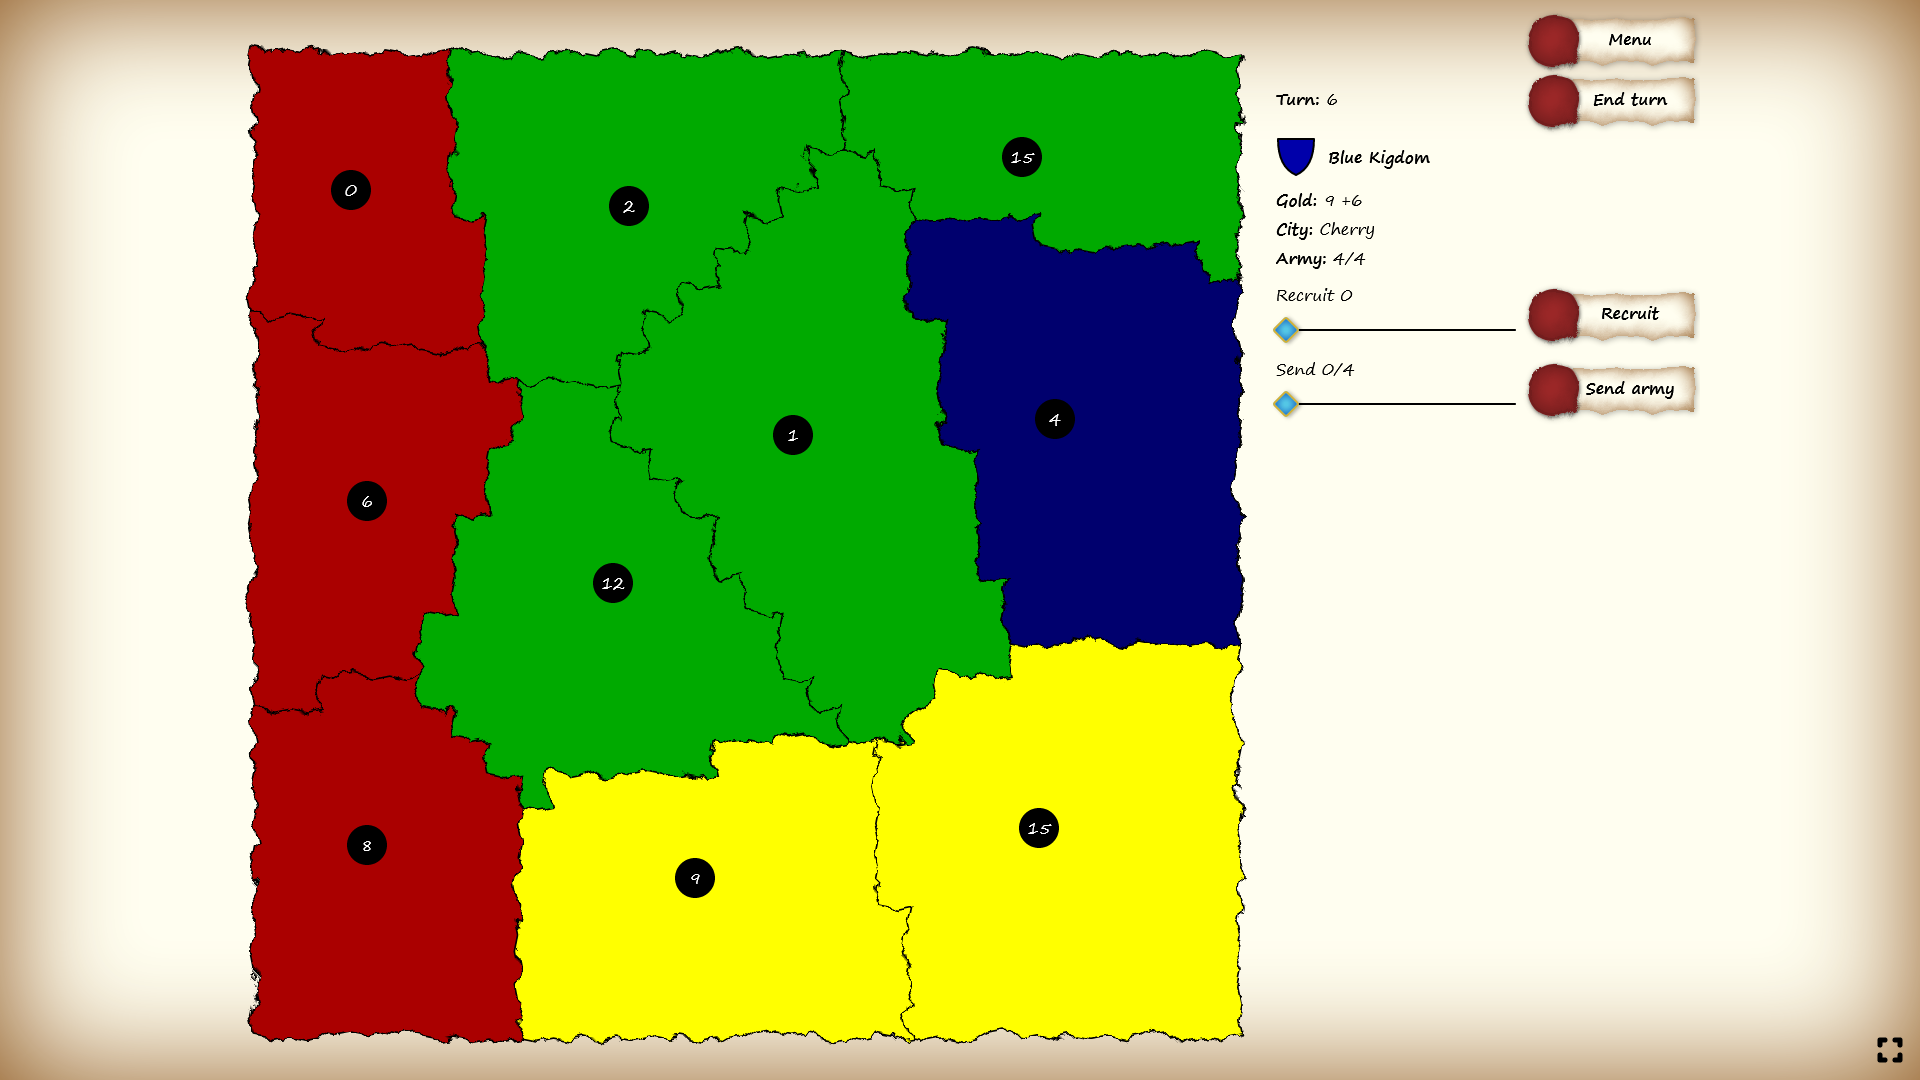 Menu
Turn: 6
End turn
15
Blue Kigdom
0
2
Gold: 9 +6
City: Cherry
Army: 4/4
Recruit 0
Recruit
Send 0/4
Send army
4
1
6
12
15
8
9